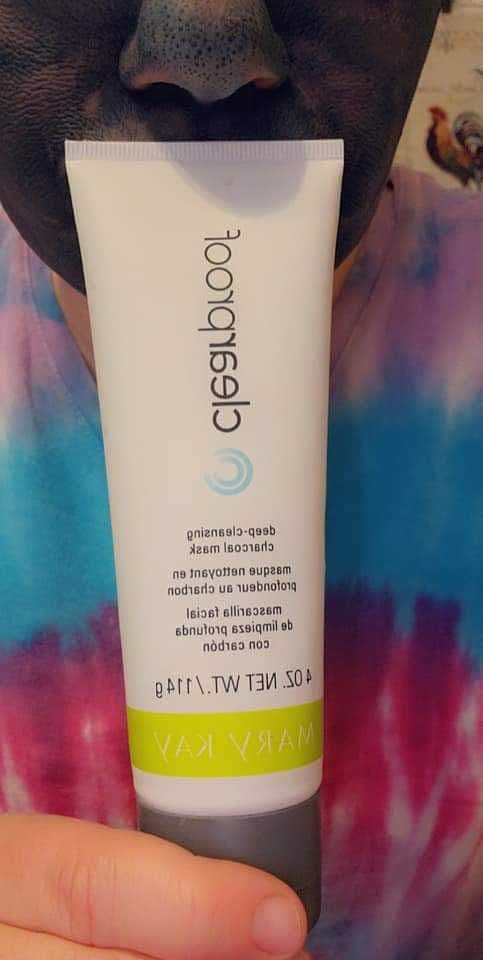 clearproof
deep-cleansing
charcoal mask
masque nettoyant en
profondeur au charbon
mascarilla facial
de limpieza profunda
con carbón
4 OZ. NET WT. / 114 g
MARY KAY